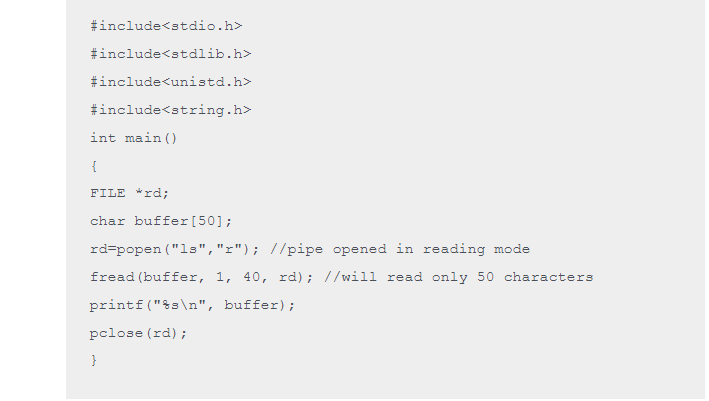 #include<stdio.h>
#include<stdlib.h>
#include<unistd.h>
#include<string.h>
int main()
{
FILE *rd;
char buffer[50];
rd=popen("ls","r"); //pipe opened in reading mode
fread(buffer, 1, 40, rd); //will read only 50 characters
printf("%s\n", buffer);
pclose(rd);
}